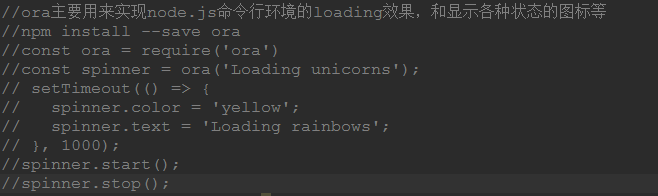 //ora主要用来实现node.js命令行环境的loading效果，和显示各种状态的图标等
//npm install --save ora
//const ora = require('ora')
//const spinner = ora('Loading unicorns');
// setTimeout(() => {
//   spinner.color = 'yellow';
//   spinner.text = 'Loading rainbows';
// }, 1000);
//spinner.start();
//spinner.stop();